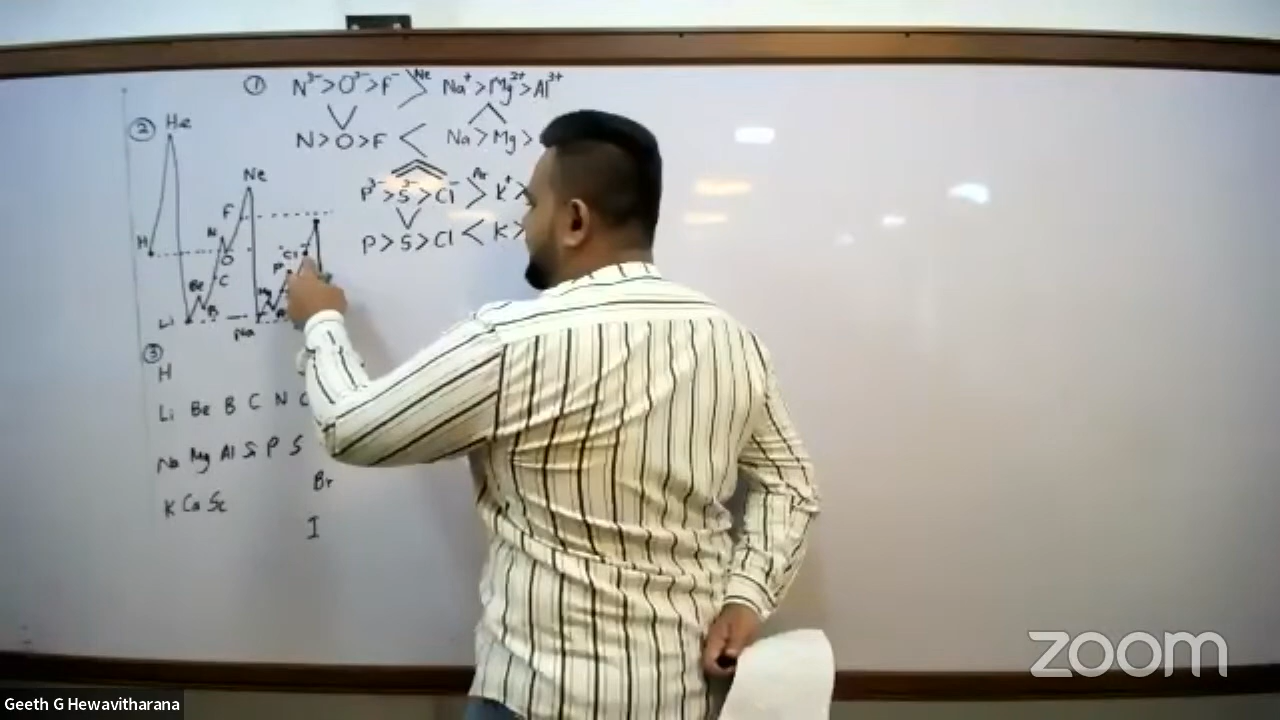 ① N³⁻>O²⁻>F⁻ > Ne Na⁺>Mg²⁺>Al³⁺
N>O>F < Na>Mg>
P³⁻>S²⁻>Cl⁻ > Ar K⁺>
P>S>Cl < K>
② He
Ne
F
H
N
O
Cl
P
Be
C
B
Li
Na
Mg
③
H
Li Be B C N
Na Mg Al Si P S
Br
K Ca Sc
I
zoom
Geeth G Hewavitharana